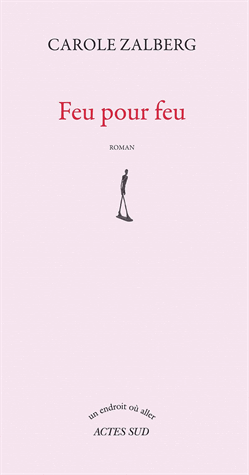 CAROLE ZALBERG
Feu pour feu
ROMAN
un endroit où aller
ACTES SUD